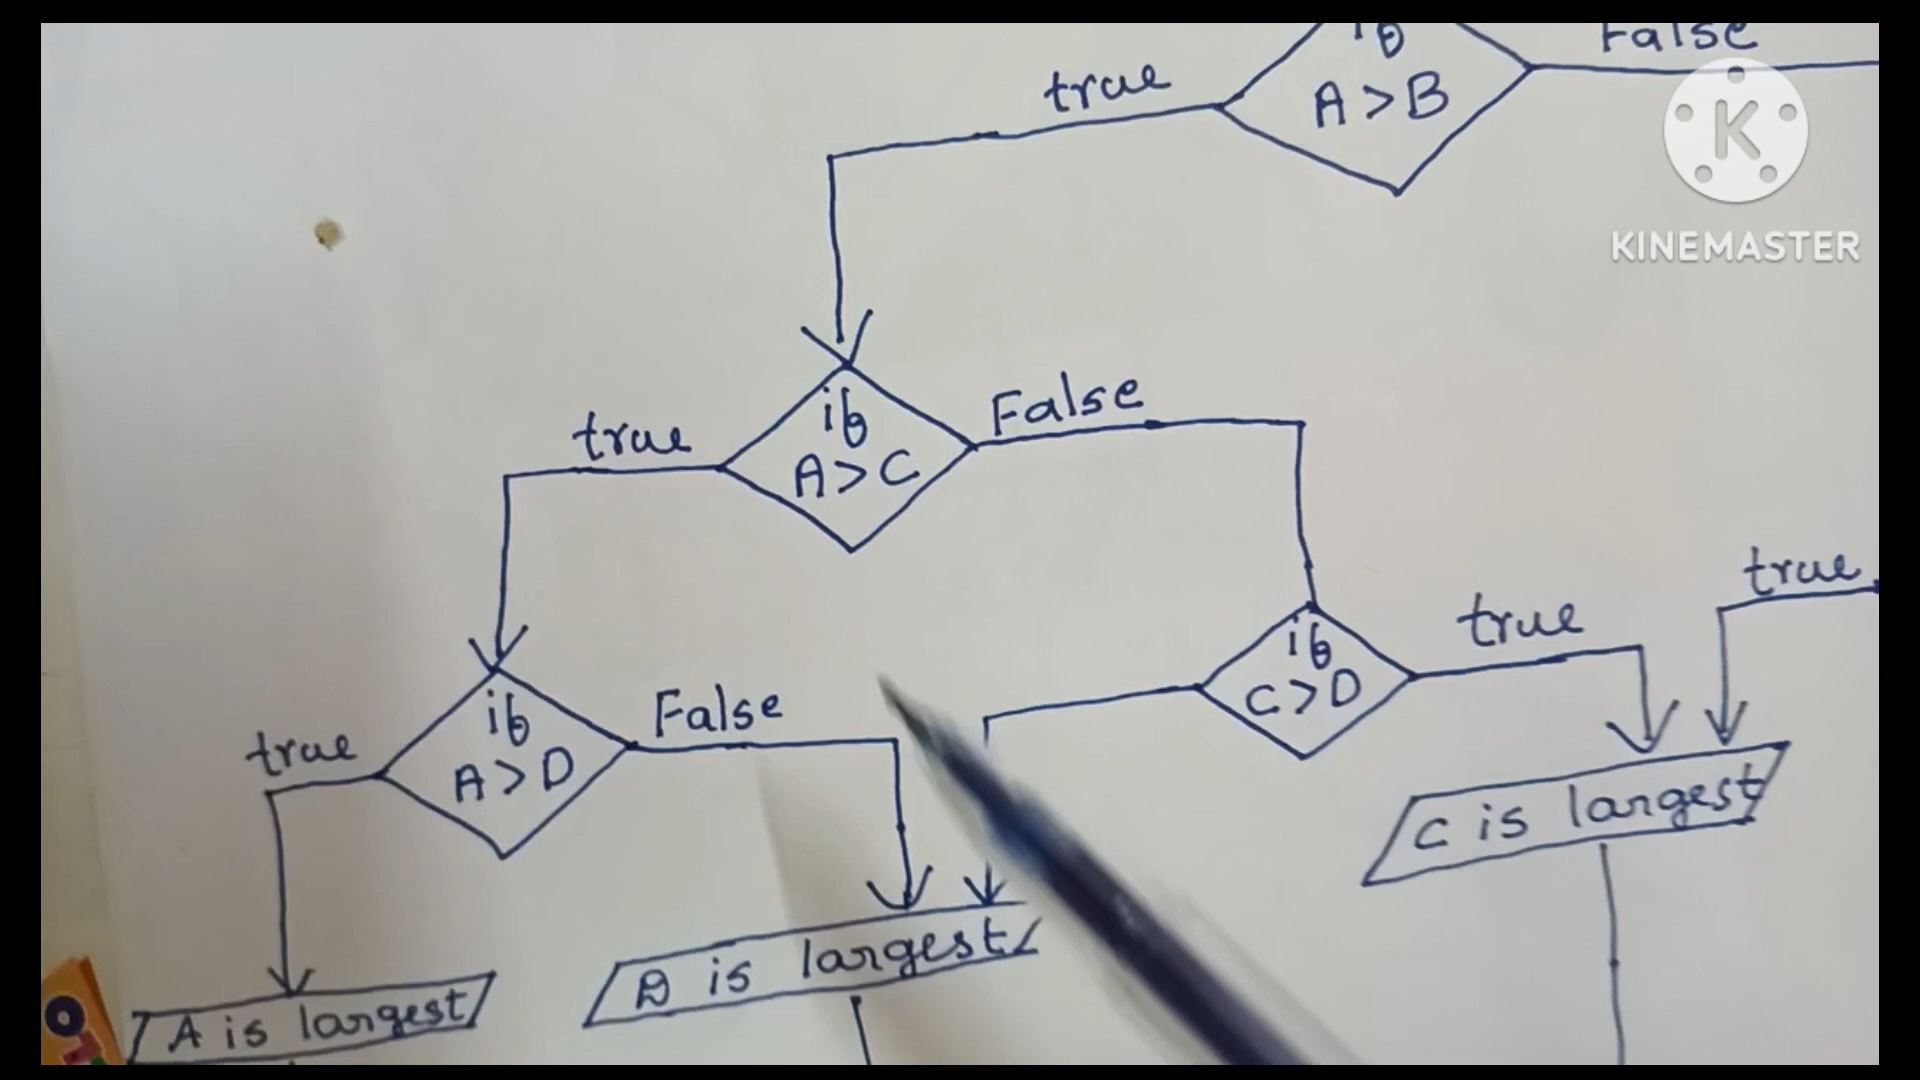 if
False
true
A > B
K
KINEMASTER
False
true
if
A > C
true
true
if
C > D
False
if
true
A > D
C is largest
D is largest
A is largest